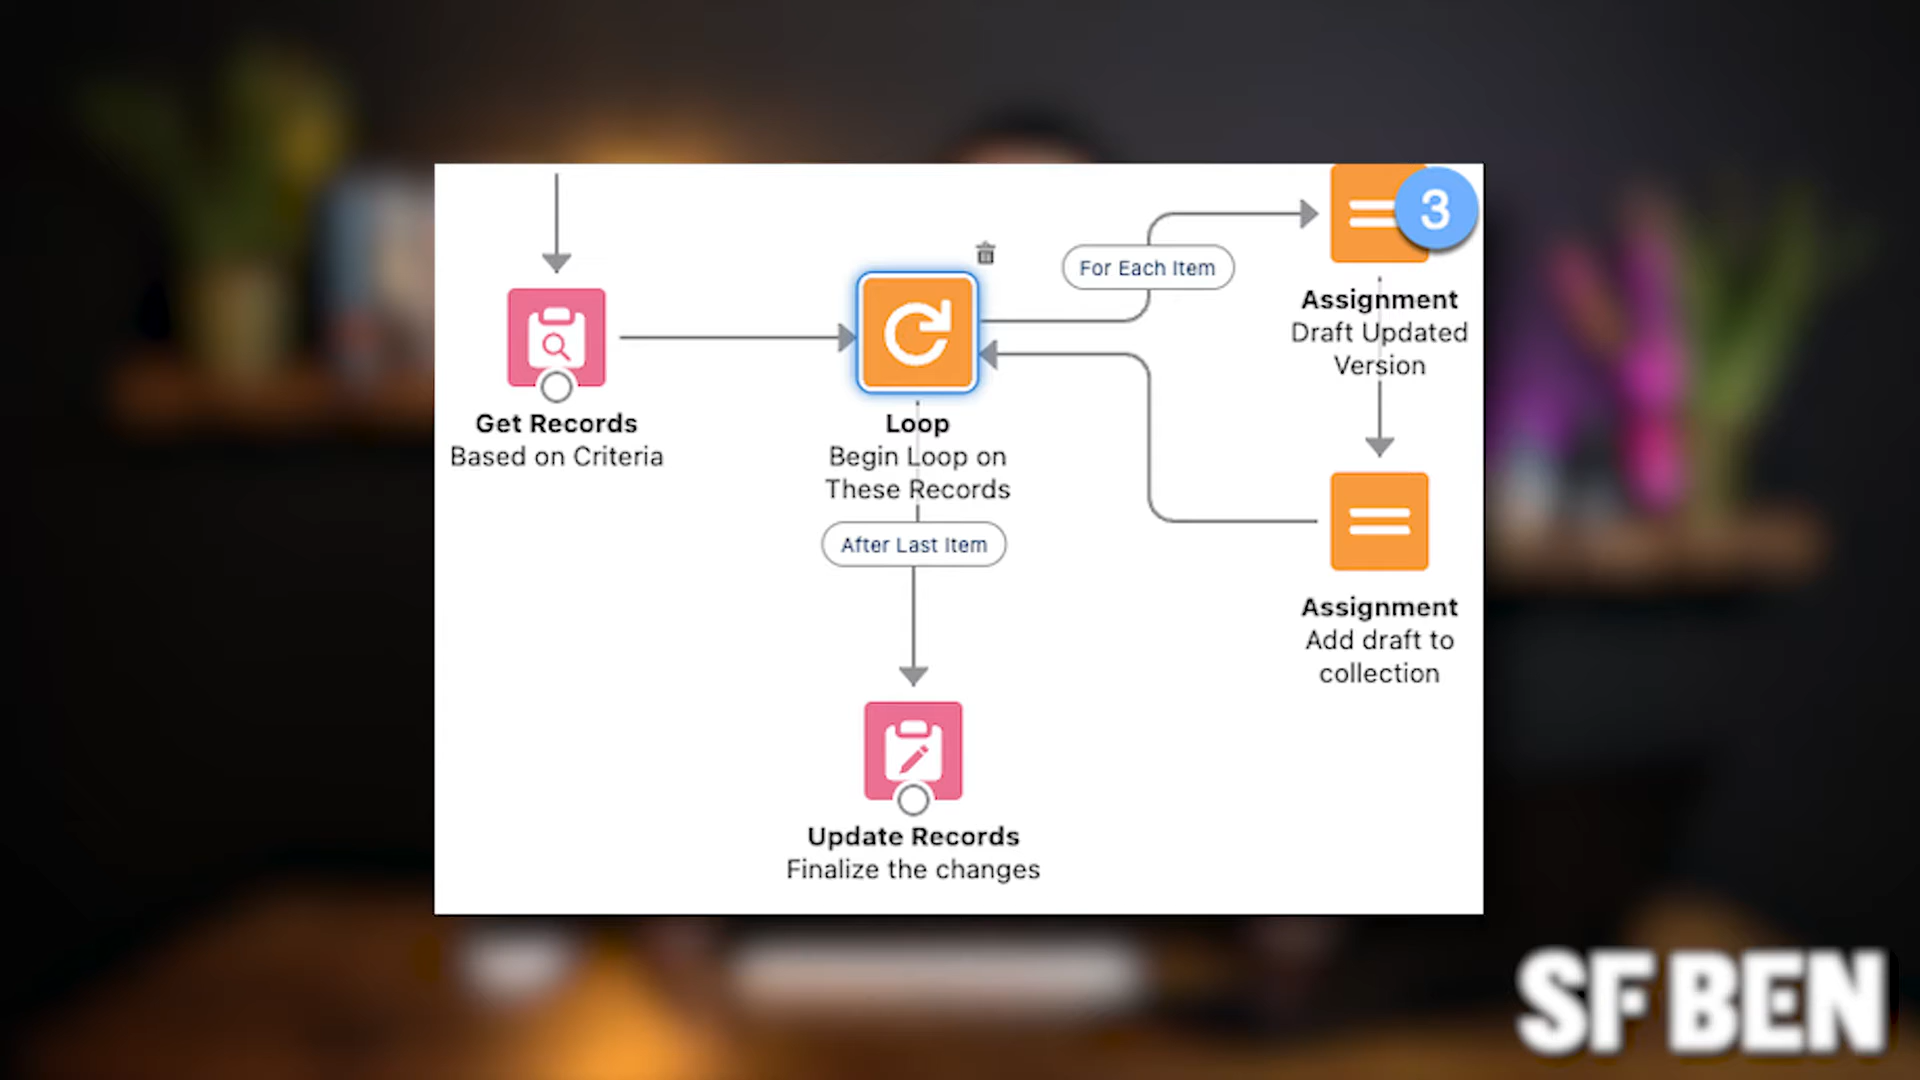 3
For Each Item
Assignment
Draft Updated
Version
Get Records
Based on Criteria
Loop
Begin Loop on
These Records
After Last Item
Assignment
Add draft to
collection
Update Records
Finalize the changes
SF BEN